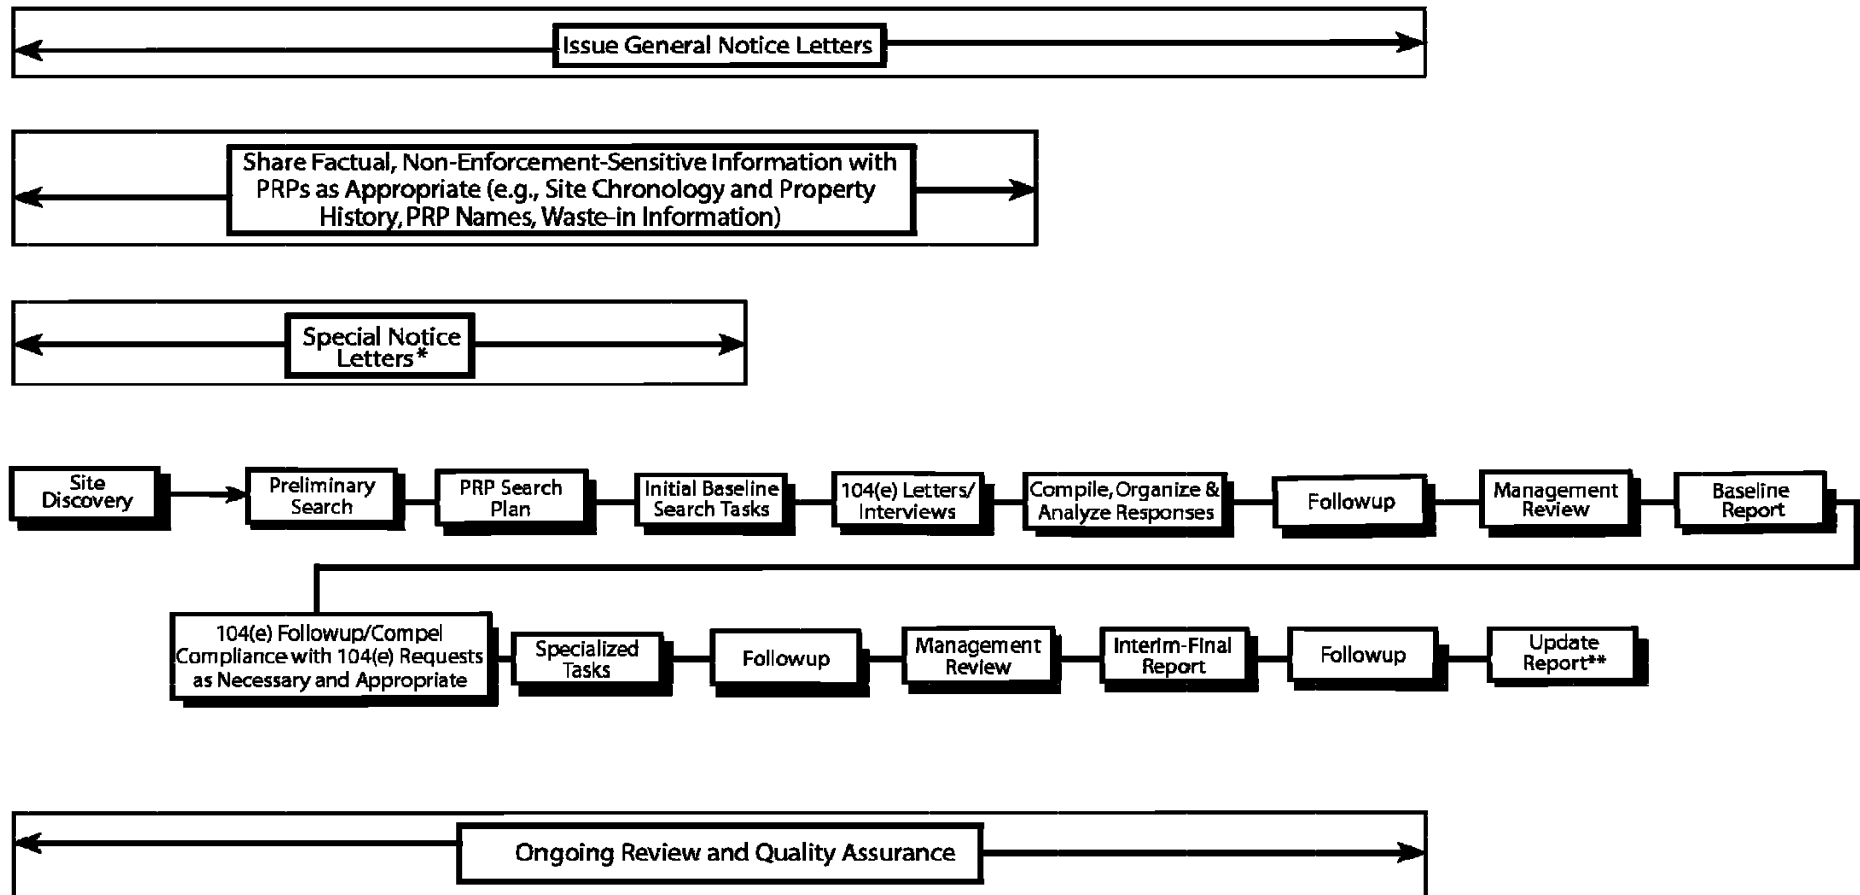 Issue General Notice Letters
Share Factual, Non-Enforcement-Sensitive Information with
PRPs as Appropriate (e.g., Site Chronology and Property
History, PRP Names, Waste-in Information)
Special Notice
Letters*
Site
Discovery
Preliminary
Search
PRP Search
Plan
Initial Baseline
Search Tasks
104(e) Letters/
Interviews
Compile, Organize &
Analyze Responses
Followup
Management
Review
Baseline
Report
104(e) Followup/Compel
Compliance with 104(e) Requests
as Necessary and Appropriate
Specialized
Tasks
Followup
Management
Review
Interim-Final
Report
Followup
Update
Report**
Ongoing Review and Quality Assurance